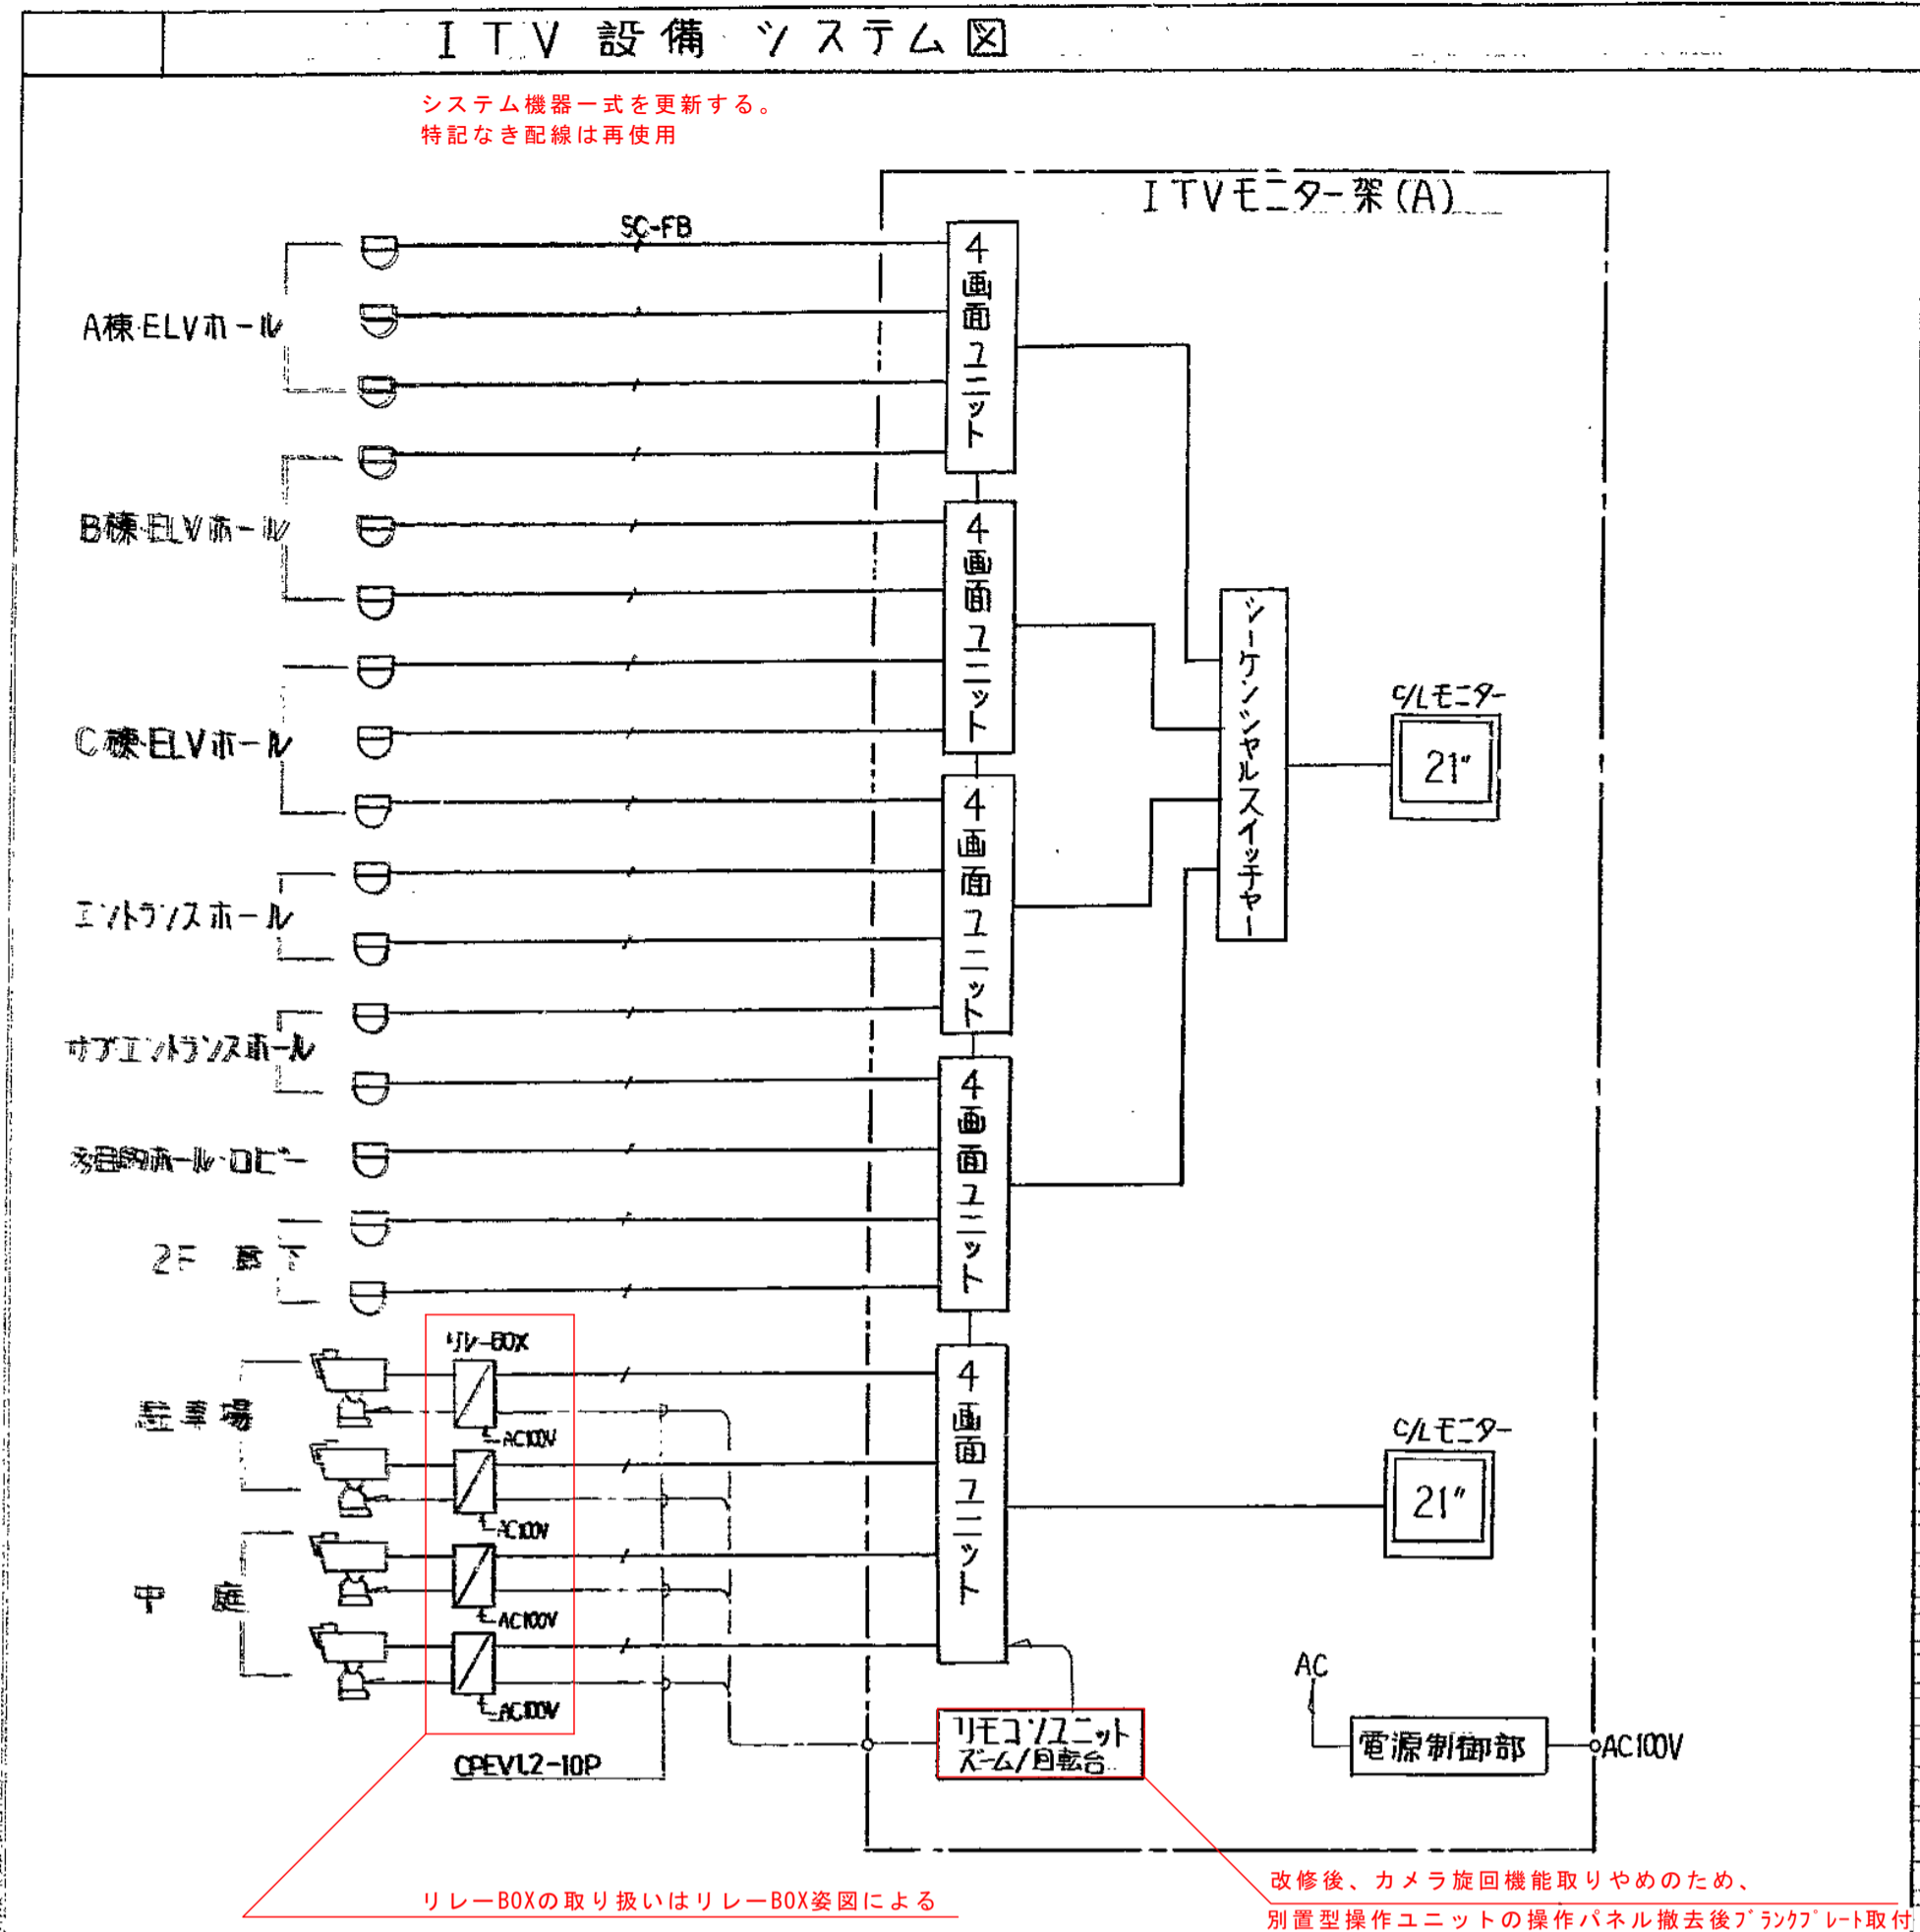 ITV設備システム図
システム機器一式を更新する。
特記なき配線は再使用
ITVモニター架(A)
5C-FB
A棟ELVホール
B棟ELVホール
C棟ELVホール
エントランスホール
サブエントランスホール
多目的ホール・ロビー
2F 廊下
駐車場
中 庭
4画面ユニット
4画面ユニット
4画面ユニット
4画面ユニット
4画面ユニット
シーケンシャルスイッチャー
C/Lモニター
21"
C/Lモニター
21"
リレーBOX
AC100V
AC100V
AC100V
AC100V
CPEV1.2-10P
リモコンユニット
ズーム/回転台
AC
電源制御部
AC100V
リレーBOXの取り扱いはリレーBOX姿図による
改修後、カメラ旋回機能取りやめのため、
別置型操作ユニットの操作パネル撤去後ブランクプレート取付